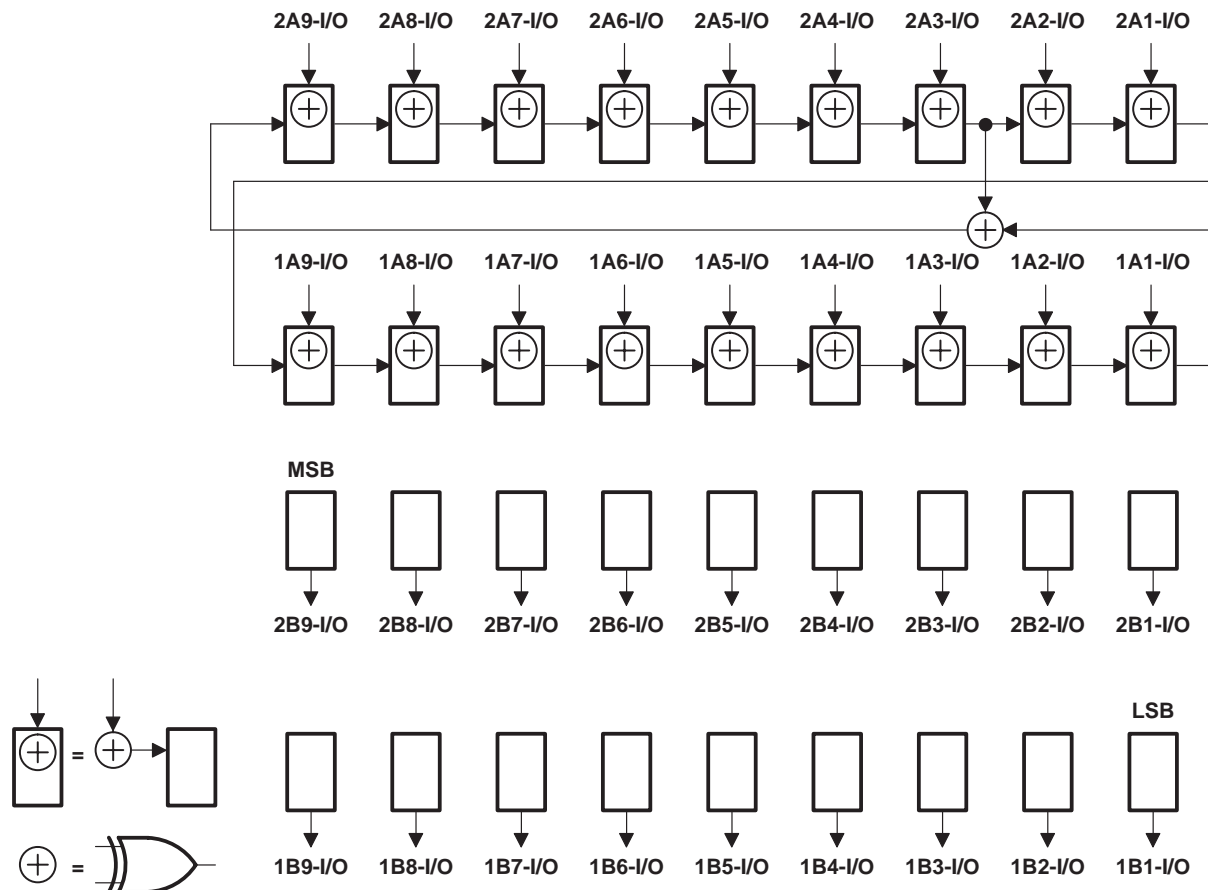 2A9-I/O 2A8-I/O 2A7-I/O 2A6-I/O 2A5-I/O 2A4-I/O 2A3-I/O 2A2-I/O 2A1-I/O
1A9-I/O 1A8-I/O 1A7-I/O 1A6-I/O 1A5-I/O 1A4-I/O 1A3-I/O 1A2-I/O 1A1-I/O
MSB
2B9-I/O 2B8-I/O 2B7-I/O 2B6-I/O 2B5-I/O 2B4-I/O 2B3-I/O 2B2-I/O 2B1-I/O
LSB
=
=
1B9-I/O 1B8-I/O 1B7-I/O 1B6-I/O 1B5-I/O 1B4-I/O 1B3-I/O 1B2-I/O 1B1-I/O